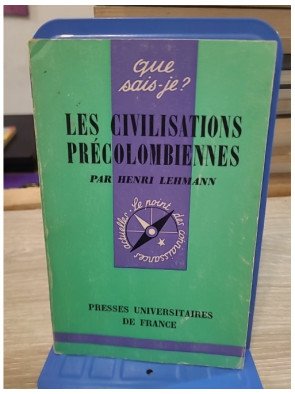 que
sais-je?
LES CIVILISATIONS
PRÉCOLOMBIENNES
PAR HENRI LEHMANN
Le point des connaissances actuelles
PRESSES UNIVERSITAIRES
DE FRANCE